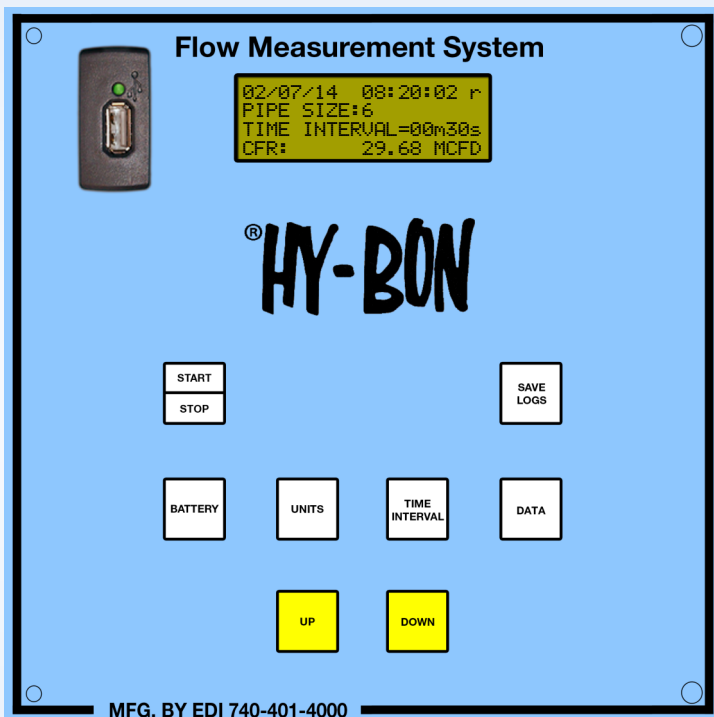 Flow Measurement System
02/07/14 08:20:02 r
PIPE SIZE:6
TIME INTERVAL=00m30s
CFR: 29.68 MCFD
®HY-BON
START
STOP
SAVE
LOGS
BATTERY
UNITS
TIME
INTERVAL
DATA
UP
DOWN
MFG. BY EDI 740-401-4000